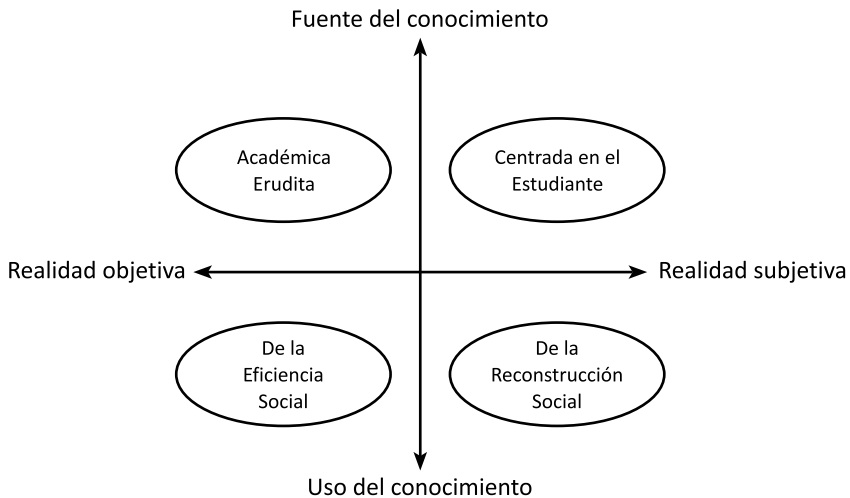 Fuente del conocimiento
Académica
Erudita
Centrada en el
Estudiante
Realidad objetiva
Realidad subjetiva
De la
Eficiencia
Social
De la
Reconstrucción
Social
Uso del conocimiento